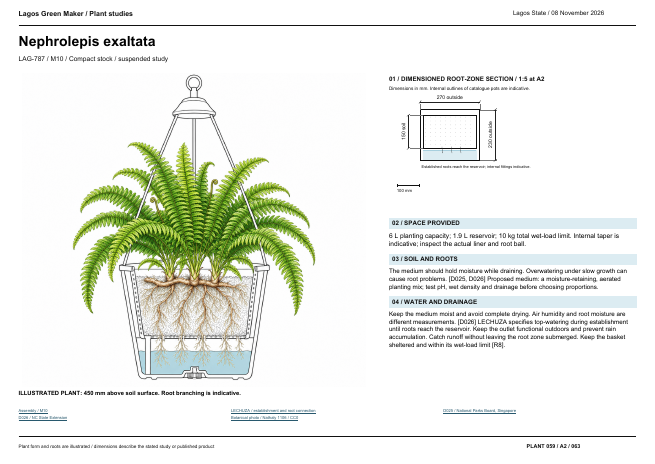 Lagos Green Maker / Plant studies
Lagos State / 08 November 2026
Nephrolepis exaltata
LAG-787 / M10 / Compact stock / suspended study
01 / DIMENSIONED ROOT-ZONE SECTION / 1:5 at A2
Dimensions in mm. Internal outlines of catalogue pots are indicative.
270 outside
150 soil
230 outside
Established roots reach the reservoir; internal fittings indicative.
100 mm
02 / SPACE PROVIDED
6 L planting capacity; 1.9 L reservoir; 10 kg total wet-load limit. Internal taper is
indicative; inspect the actual liner and root ball.
03 / SOIL AND ROOTS
The medium should hold moisture while draining. Overwatering under slow growth can
cause root problems. [D025, D026] Proposed medium: a moisture-retaining, aerated
planting mix; test pH, wet density and drainage before choosing proportions.
04 / WATER AND DRAINAGE
Keep the medium moist and avoid complete drying. Air humidity and root moisture are
different measurements. [D026] LECHUZA specifies top-watering during establishment
until roots reach the reservoir. Keep the outlet functional outdoors and prevent rain
accumulation. Catch runoff without leaving the root zone submerged. Keep the basket
sheltered and within its wet-load limit [R8].
ILLUSTRATED PLANT: 450 mm above soil surface. Root branching is indicative.
Assembly / M10
LECHUZA / establishment and root connection
D025 / National Parks Board, Singapore
D026 / NC State Extension
Plant form and roots are illustrated / dimensions describe the stated study or published product
PLANT 059 / A2 / 063